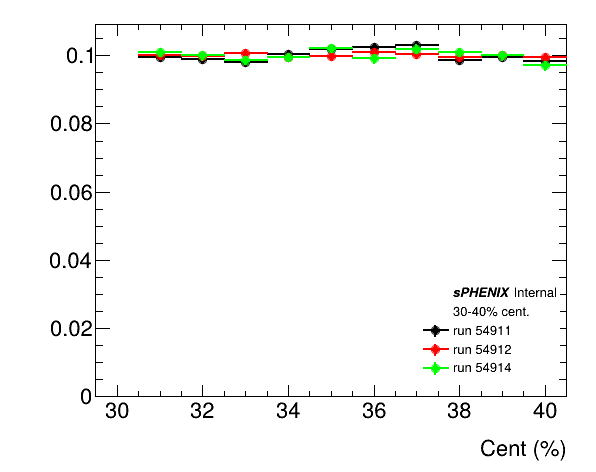 0.1
0.08
0.06
0.04
0.02
0
30 32 34 36 38 40
Cent (%)
sPHENIX Internal
30-40% cent.
run 54911
run 54912
run 54914